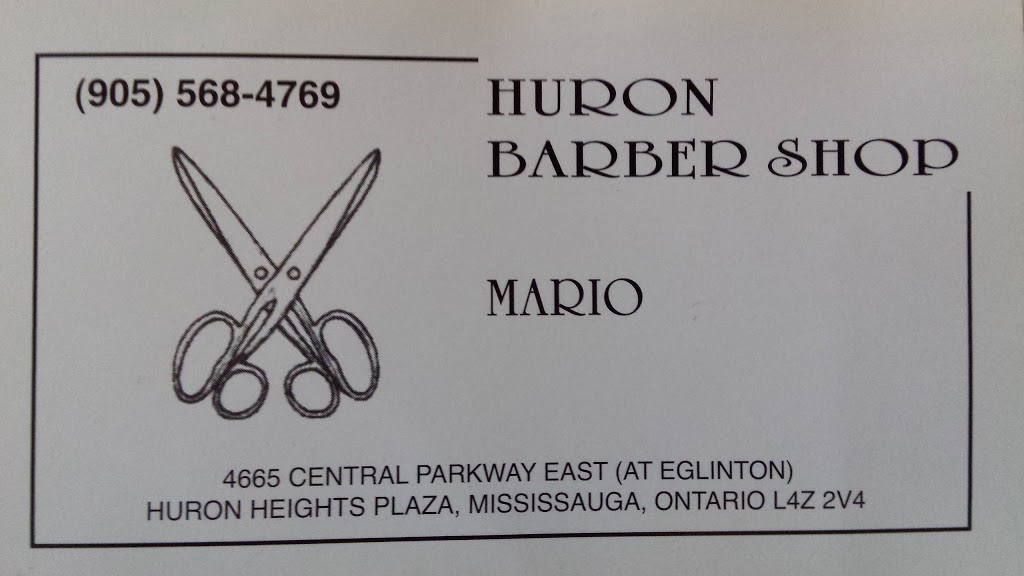 (905) 568-4769
HURON
BARBER SHOP
MARIO
4665 CENTRAL PARKWAY EAST (AT EGLINTON)
HURON HEIGHTS PLAZA, MISSISSAUGA, ONTARIO L4Z 2V4